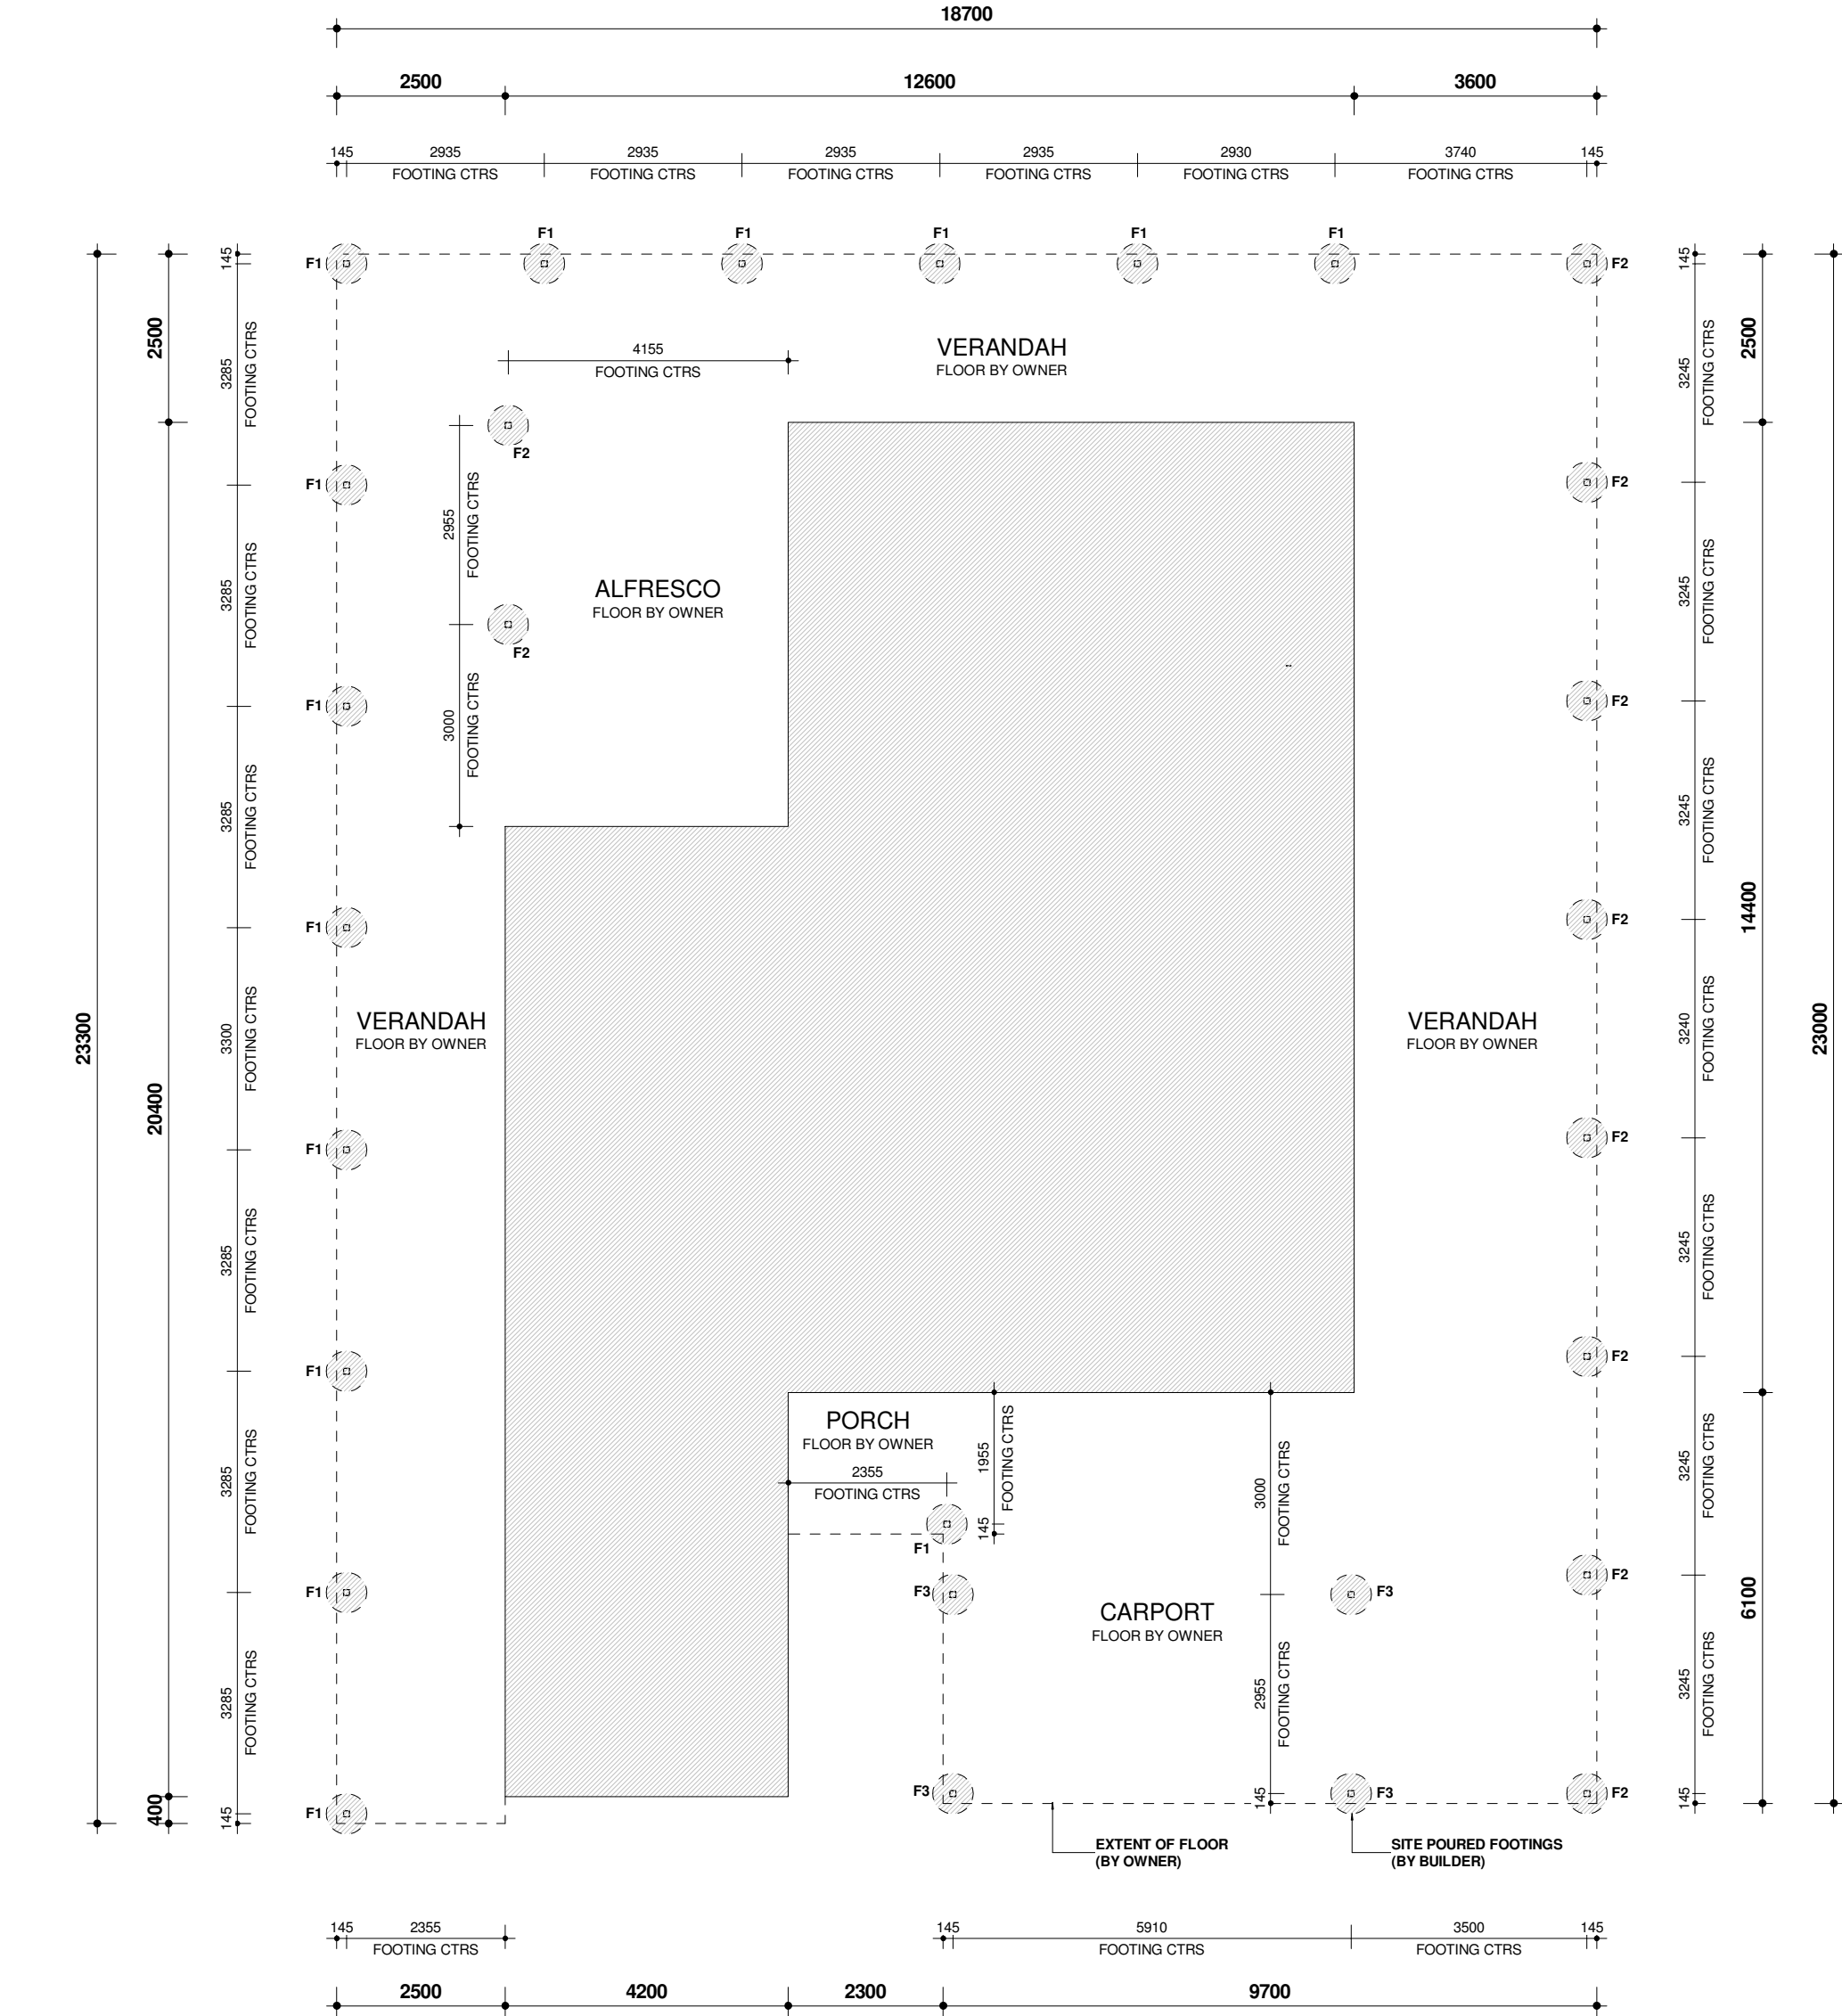 18700
2500 12600 3600
145 2935 2935 2935 2935 2930 3740 145
FOOTING CTRS FOOTING CTRS FOOTING CTRS FOOTING CTRS FOOTING CTRS FOOTING CTRS
F1 F1 F1 F1 F1
F1 F2
145
3285
FOOTING CTRS
3285
FOOTING CTRS
3285
FOOTING CTRS
3300
FOOTING CTRS
3285
FOOTING CTRS
3285
FOOTING CTRS
3285
FOOTING CTRS
145
2500
20400
400
23300
F1
F1
F1
F1
F1
F1
F1
VERANDAH
FLOOR BY OWNER
4155
FOOTING CTRS
F2
2955
FOOTING CTRS
ALFRESCO
FLOOR BY OWNER
F2
3000
FOOTING CTRS
VERANDAH
FLOOR BY OWNER
VERANDAH
FLOOR BY OWNER
F2
F2
F2
F2
F2
F2
F2
145
3245
FOOTING CTRS
3245
FOOTING CTRS
3245
FOOTING CTRS
3240
FOOTING CTRS
3245
FOOTING CTRS
3245
FOOTING CTRS
3245
FOOTING CTRS
145
2500
14400
6100
23000
PORCH
FLOOR BY OWNER
2355
FOOTING CTRS
1955
FOOTING CTRS
145
F1
3000
FOOTING CTRS
F3
F3
CARPORT
FLOOR BY OWNER
2955
FOOTING CTRS
145
F3
F3
EXTENT OF FLOOR
(BY OWNER)
SITE POURED FOOTINGS
(BY BUILDER)
145 2355 145 5910 3500 145
FOOTING CTRS FOOTING CTRS FOOTING CTRS
2500 4200 2300 9700